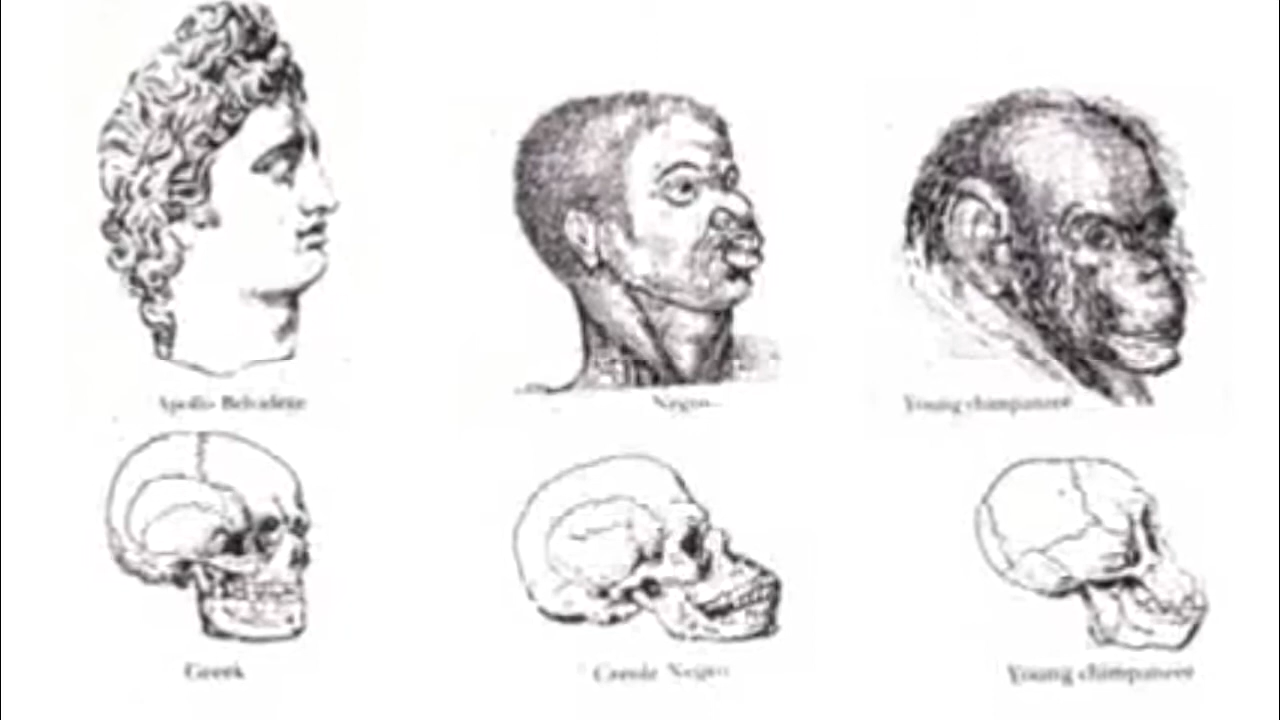 Apollo Belvidere
Negro
Young chimpanzee
Greek
Creole Negro
Young chimpanzee